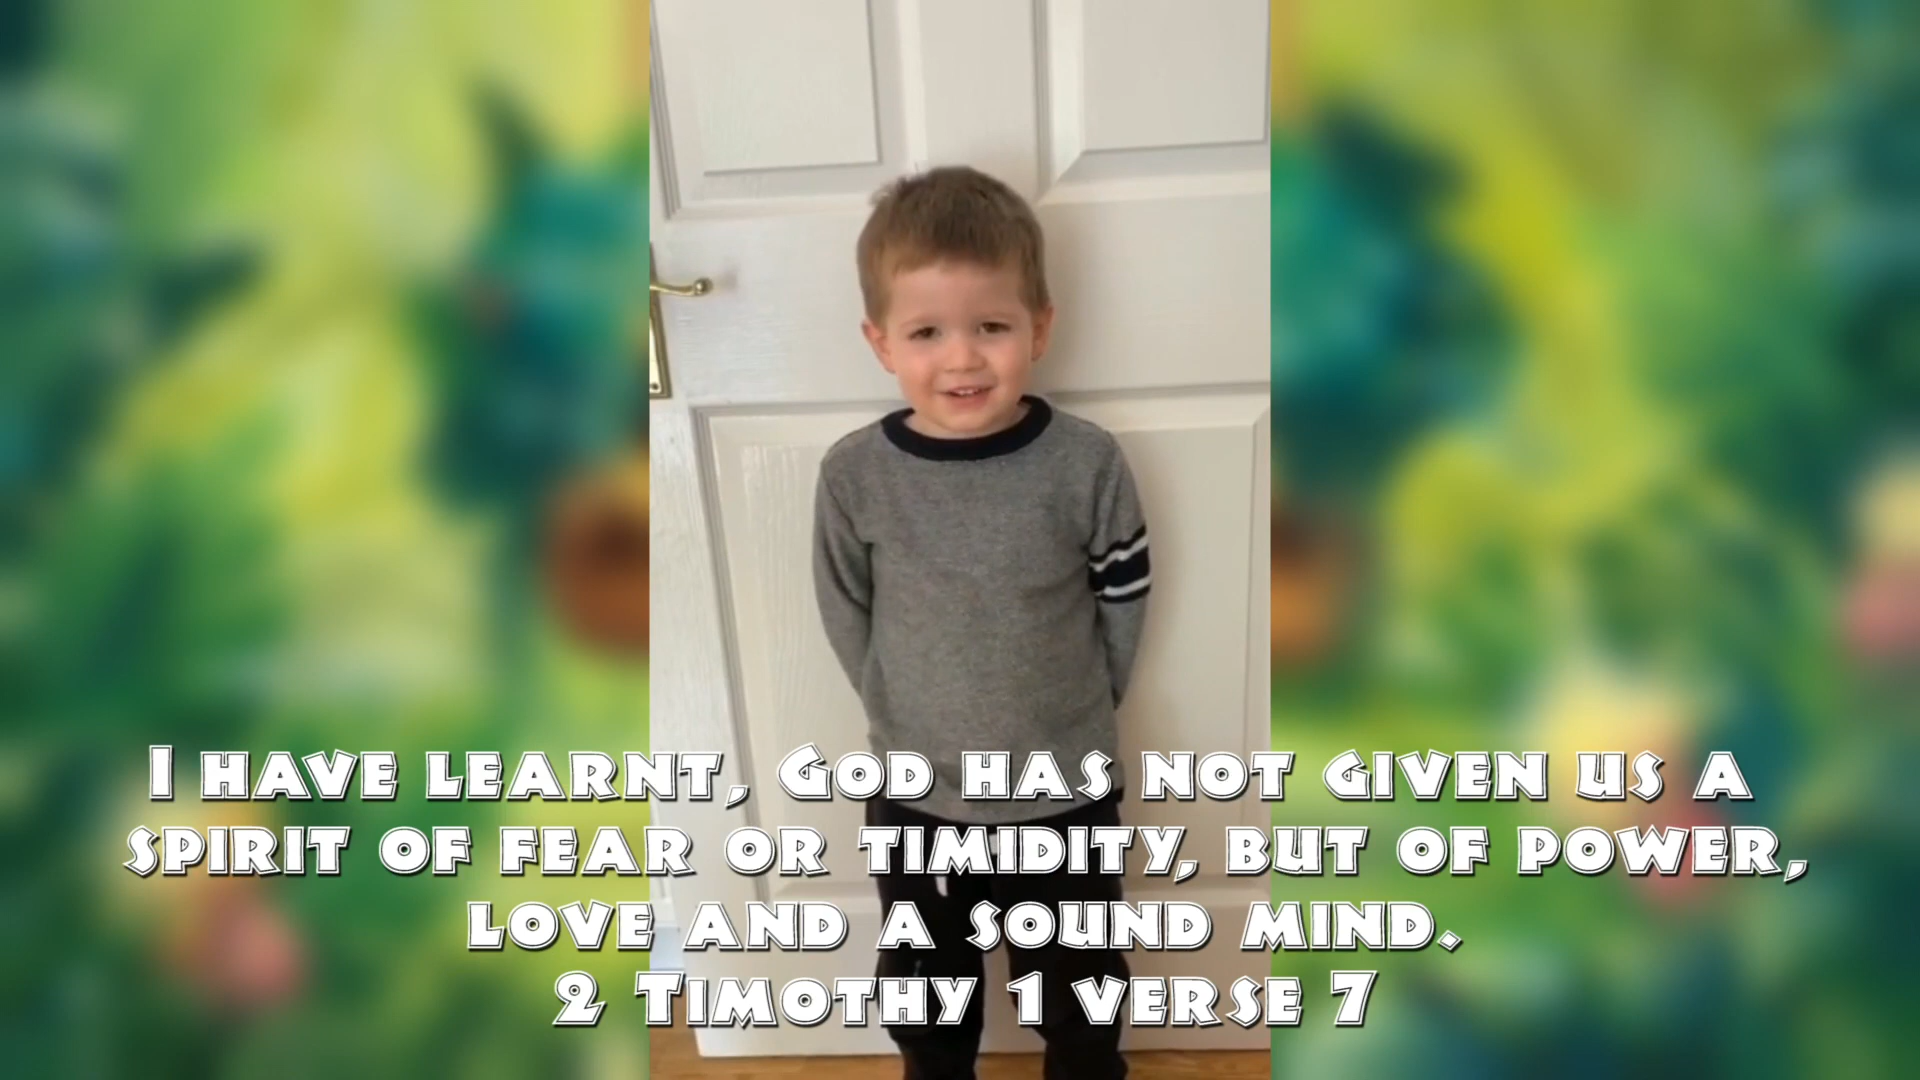 I have learnt, God has not given us a
spirit of fear or timidity, but of power,
love and a sound mind.
2 Timothy 1 verse 7